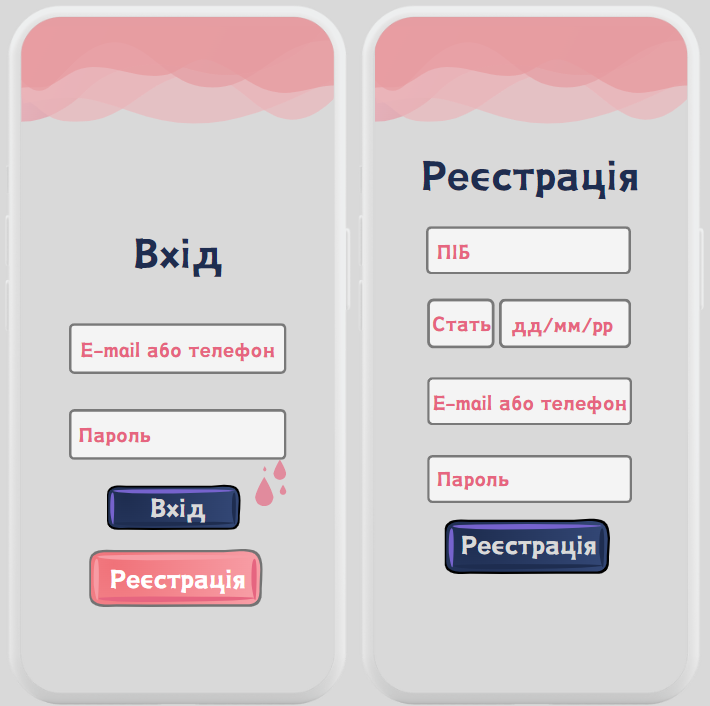 Вхід
E-mail або телефон
Пароль
Вхід
Реєстрація
Реєстрація
ПІБ
Стать
дд/мм/рр
E-mail або телефон
Пароль
Реєстрація